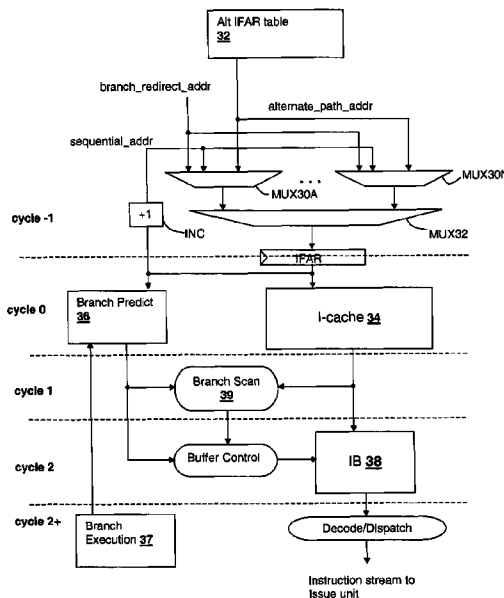 Alt IFAR table
32
branch_redirect_addr
alternate_path_addr
sequential_addr
MUX30A
...
MUX30N
cycle -1
+1
INC
MUX32
IFAR
cycle 0
Branch Predict
36
I-cache 34
cycle 1
Branch Scan
39
cycle 2
Buffer Control
IB 38
cycle 2+
Branch
Execution 37
Decode/Dispatch
Instruction stream to
Issue unit